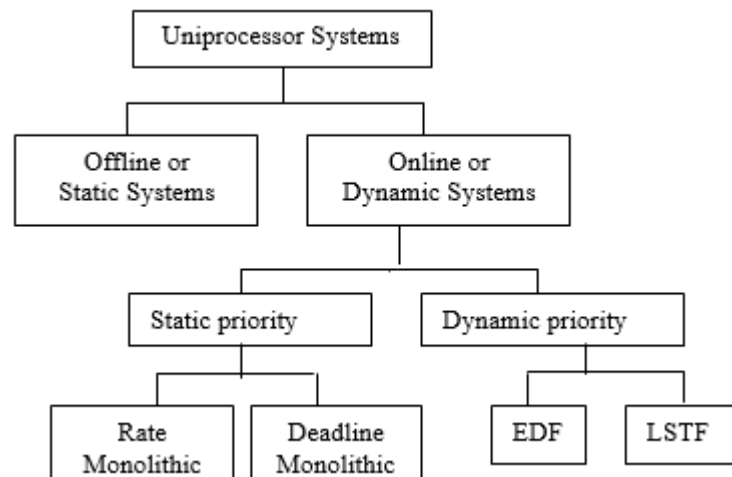 Uniprocessor Systems
Offline or
Static Systems
Online or
Dynamic Systems
Static priority
Dynamic priority
Rate
Monolithic
Deadline
Monolithic
EDF
LSTF